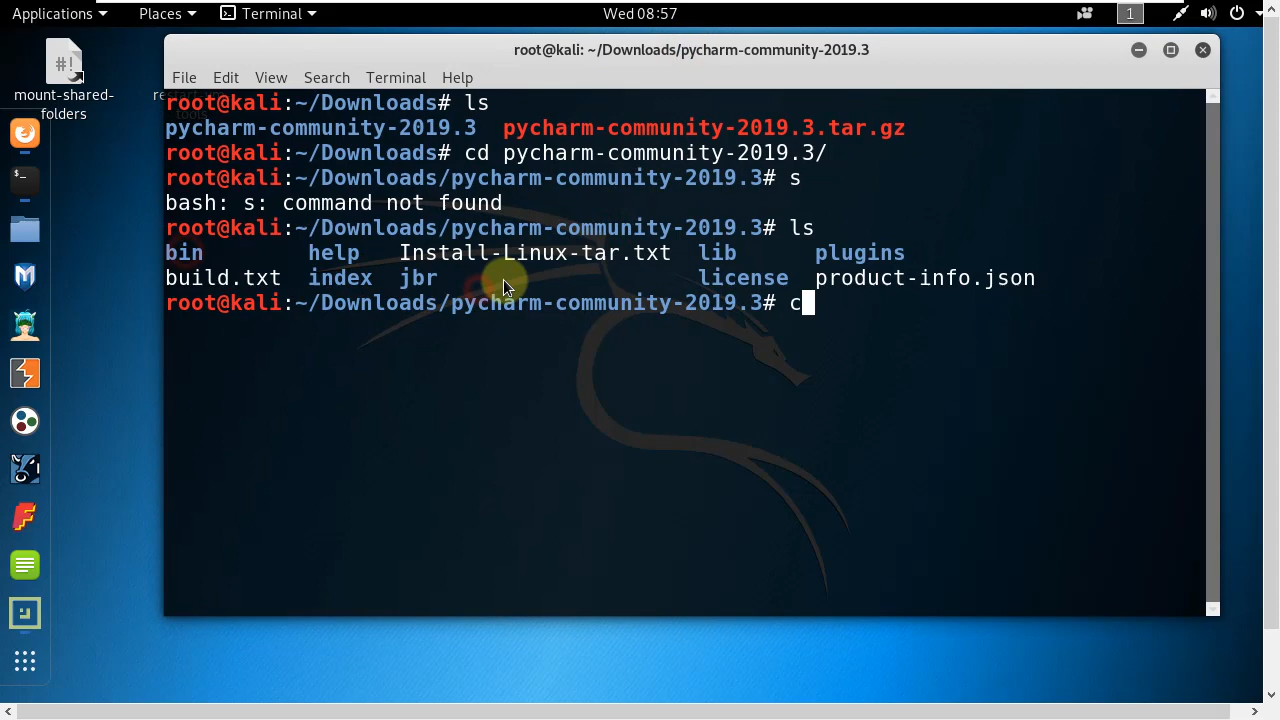 Applications Places Terminal Wed 08:57 1
root@kali: ~/Downloads/pycharm-community-2019.3
#!
mount-shared-
folders
File Edit View Search Terminal Help
root@kali:~/Downloads# ls
pycharm-community-2019.3 pycharm-community-2019.3.tar.gz
root@kali:~/Downloads# cd pycharm-community-2019.3/
root@kali:~/Downloads/pycharm-community-2019.3# s
bash: s: command not found
root@kali:~/Downloads/pycharm-community-2019.3# ls
bin help Install-Linux-tar.txt lib plugins
build.txt index jbr license product-info.json
root@kali:~/Downloads/pycharm-community-2019.3# c
$_